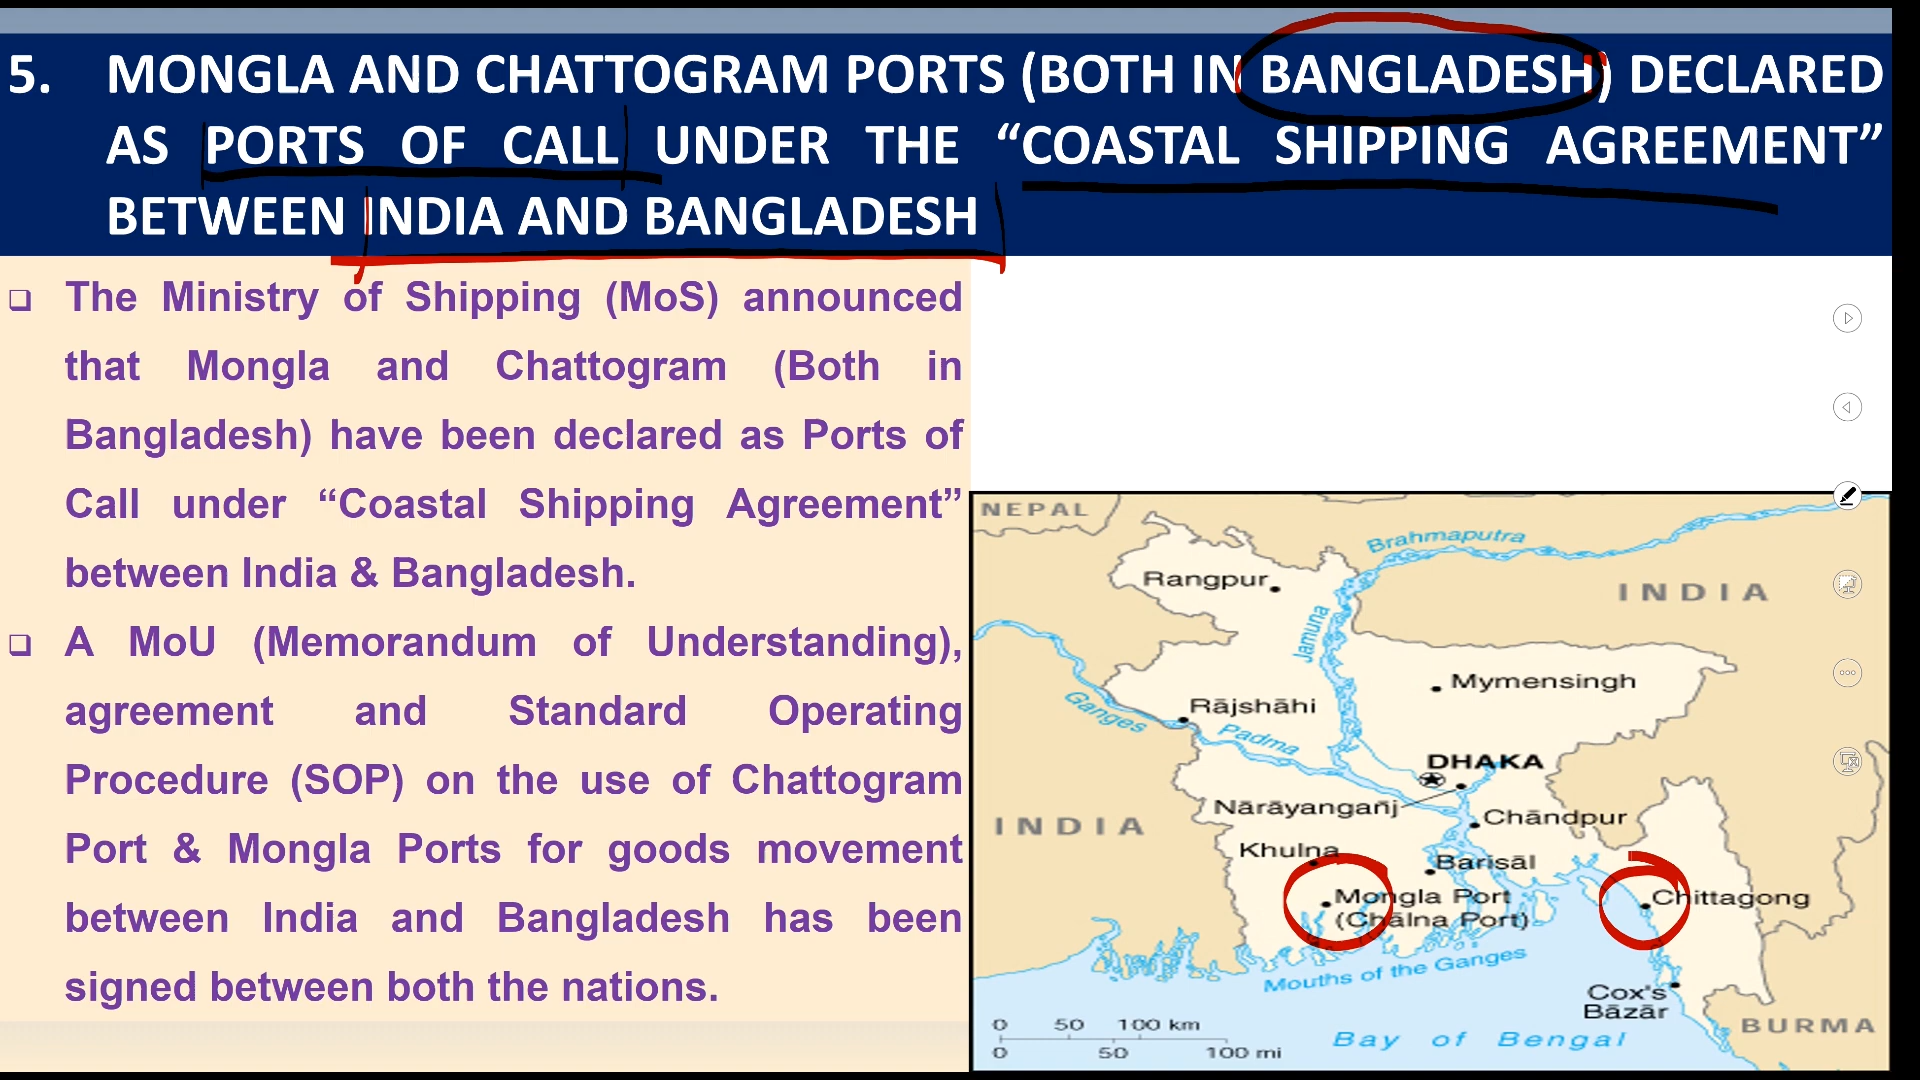 5. MONGLA AND CHATTOGRAM PORTS (BOTH IN BANGLADESH) DECLARED
AS PORTS OF CALL UNDER THE “COASTAL SHIPPING AGREEMENT”
BETWEEN INDIA AND BANGLADESH
❑ The Ministry of Shipping (MoS) announced
that Mongla and Chattogram (Both in
Bangladesh) have been declared as Ports of
Call under “Coastal Shipping Agreement”
between India & Bangladesh.
❑ A MoU (Memorandum of Understanding),
agreement and Standard Operating
Procedure (SOP) on the use of Chattogram
Port & Mongla Ports for goods movement
between India and Bangladesh has been
signed between both the nations.
NEPAL
Brahmaputra
Rangpur
INDIA
Jamuna
Mymensingh
Rājshāhi
Ganges
Padma
DHAKA
Nārāyangañj
Chāndpur
INDIA
Khulna
Barisāl
Mongla Port
(Chālna Port)
Chittagong
Mouths of the Ganges
Cox's
Bāzār
BURMA
0 50 100 km
0 50 100 mi
Bay of Bengal